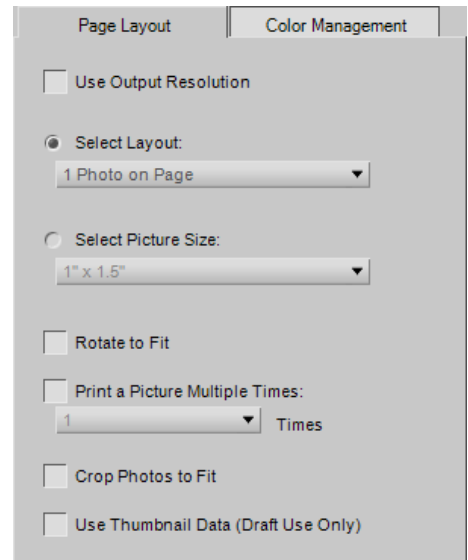 Page Layout
Color Management
Use Output Resolution
Select Layout:
1 Photo on Page
Select Picture Size:
1" x 1.5"
Rotate to Fit
Print a Picture Multiple Times:
1
Times
Crop Photos to Fit
Use Thumbnail Data (Draft Use Only)